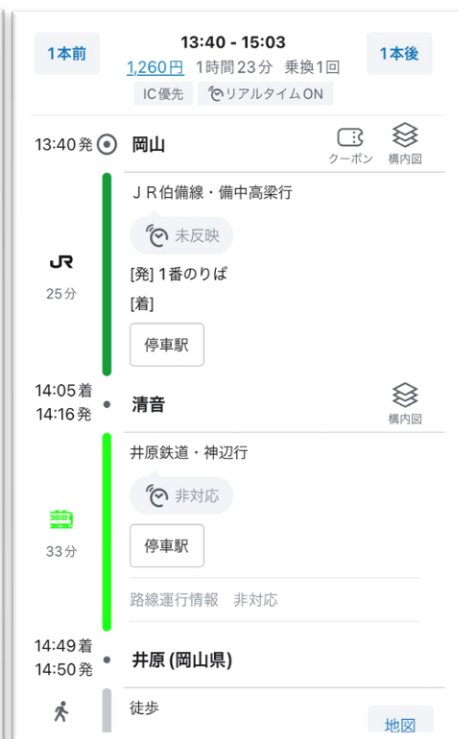 1本前
13:40 - 15:03
1本後
1,260円 1時間23分 乗換1回
IC優先 リアルタイムON
13:40発 岡山
クーポン 構内図
JR伯備線・備中高梁行
未反映
JR
[発] 1番のりば
25分
[着]
停車駅
14:05着
14:16発
清音
構内図
井原鉄道・神辺行
非対応
33分
停車駅
路線運行情報 非対応
14:49着
14:50発
井原 (岡山県)
徒歩
地図